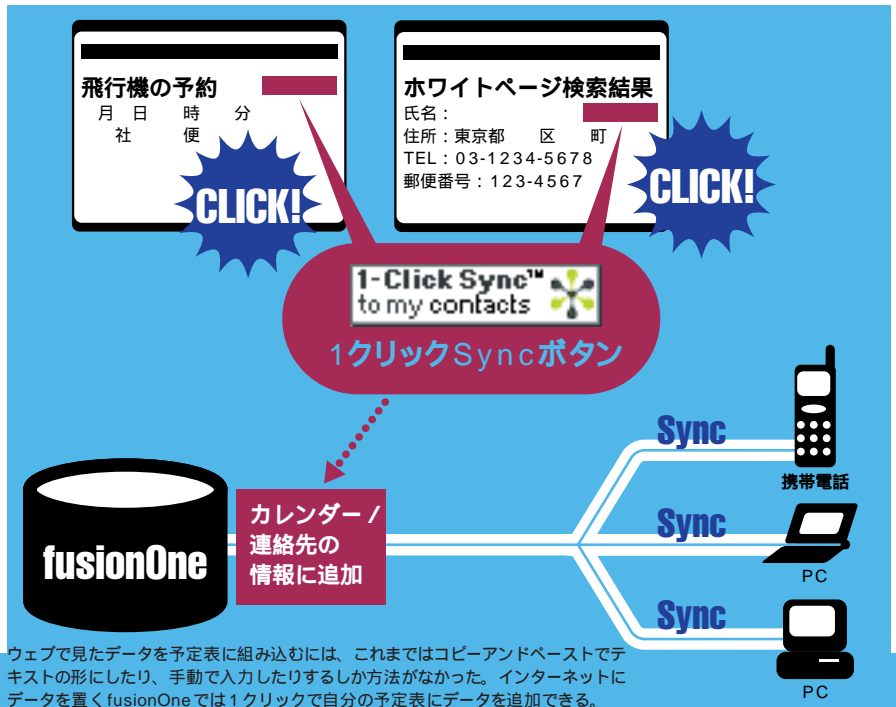 飛行機の予約
月 日 時 分
社 便
CLICK!
ホワイトページ検索結果
氏名：
住所：東京都 区 町
TEL：03-1234-5678
郵便番号：123-4567
CLICK!
1-Click Sync™
to my contacts
1クリックSyncボタン
Sync
携帯電話
fusionOne
カレンダー/
連絡先の
情報に追加
Sync
PC
Sync
PC
ウェブで見たデータを予定表に組み込むには、これまではコピーアンドペーストでテ
キストの形にしたり、手動で入力したりするしか方法がなかった。インターネットに
データを置くfusionOneでは1クリックで自分の予定表にデータを追加できる。